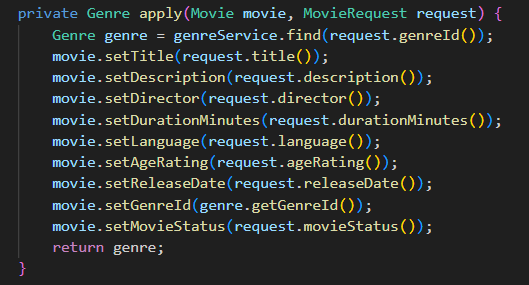 private Genre apply(Movie movie, MovieRequest request) {
    Genre genre = genreService.find(request.genreId());
    movie.setTitle(request.title());
    movie.setDescription(request.description());
    movie.setDirector(request.director());
    movie.setDurationMinutes(request.durationMinutes());
    movie.setLanguage(request.language());
    movie.setAgeRating(request.ageRating());
    movie.setReleaseDate(request.releaseDate());
    movie.setGenreId(genre.getGenreId());
    movie.setMovieStatus(request.movieStatus());
    return genre;
}